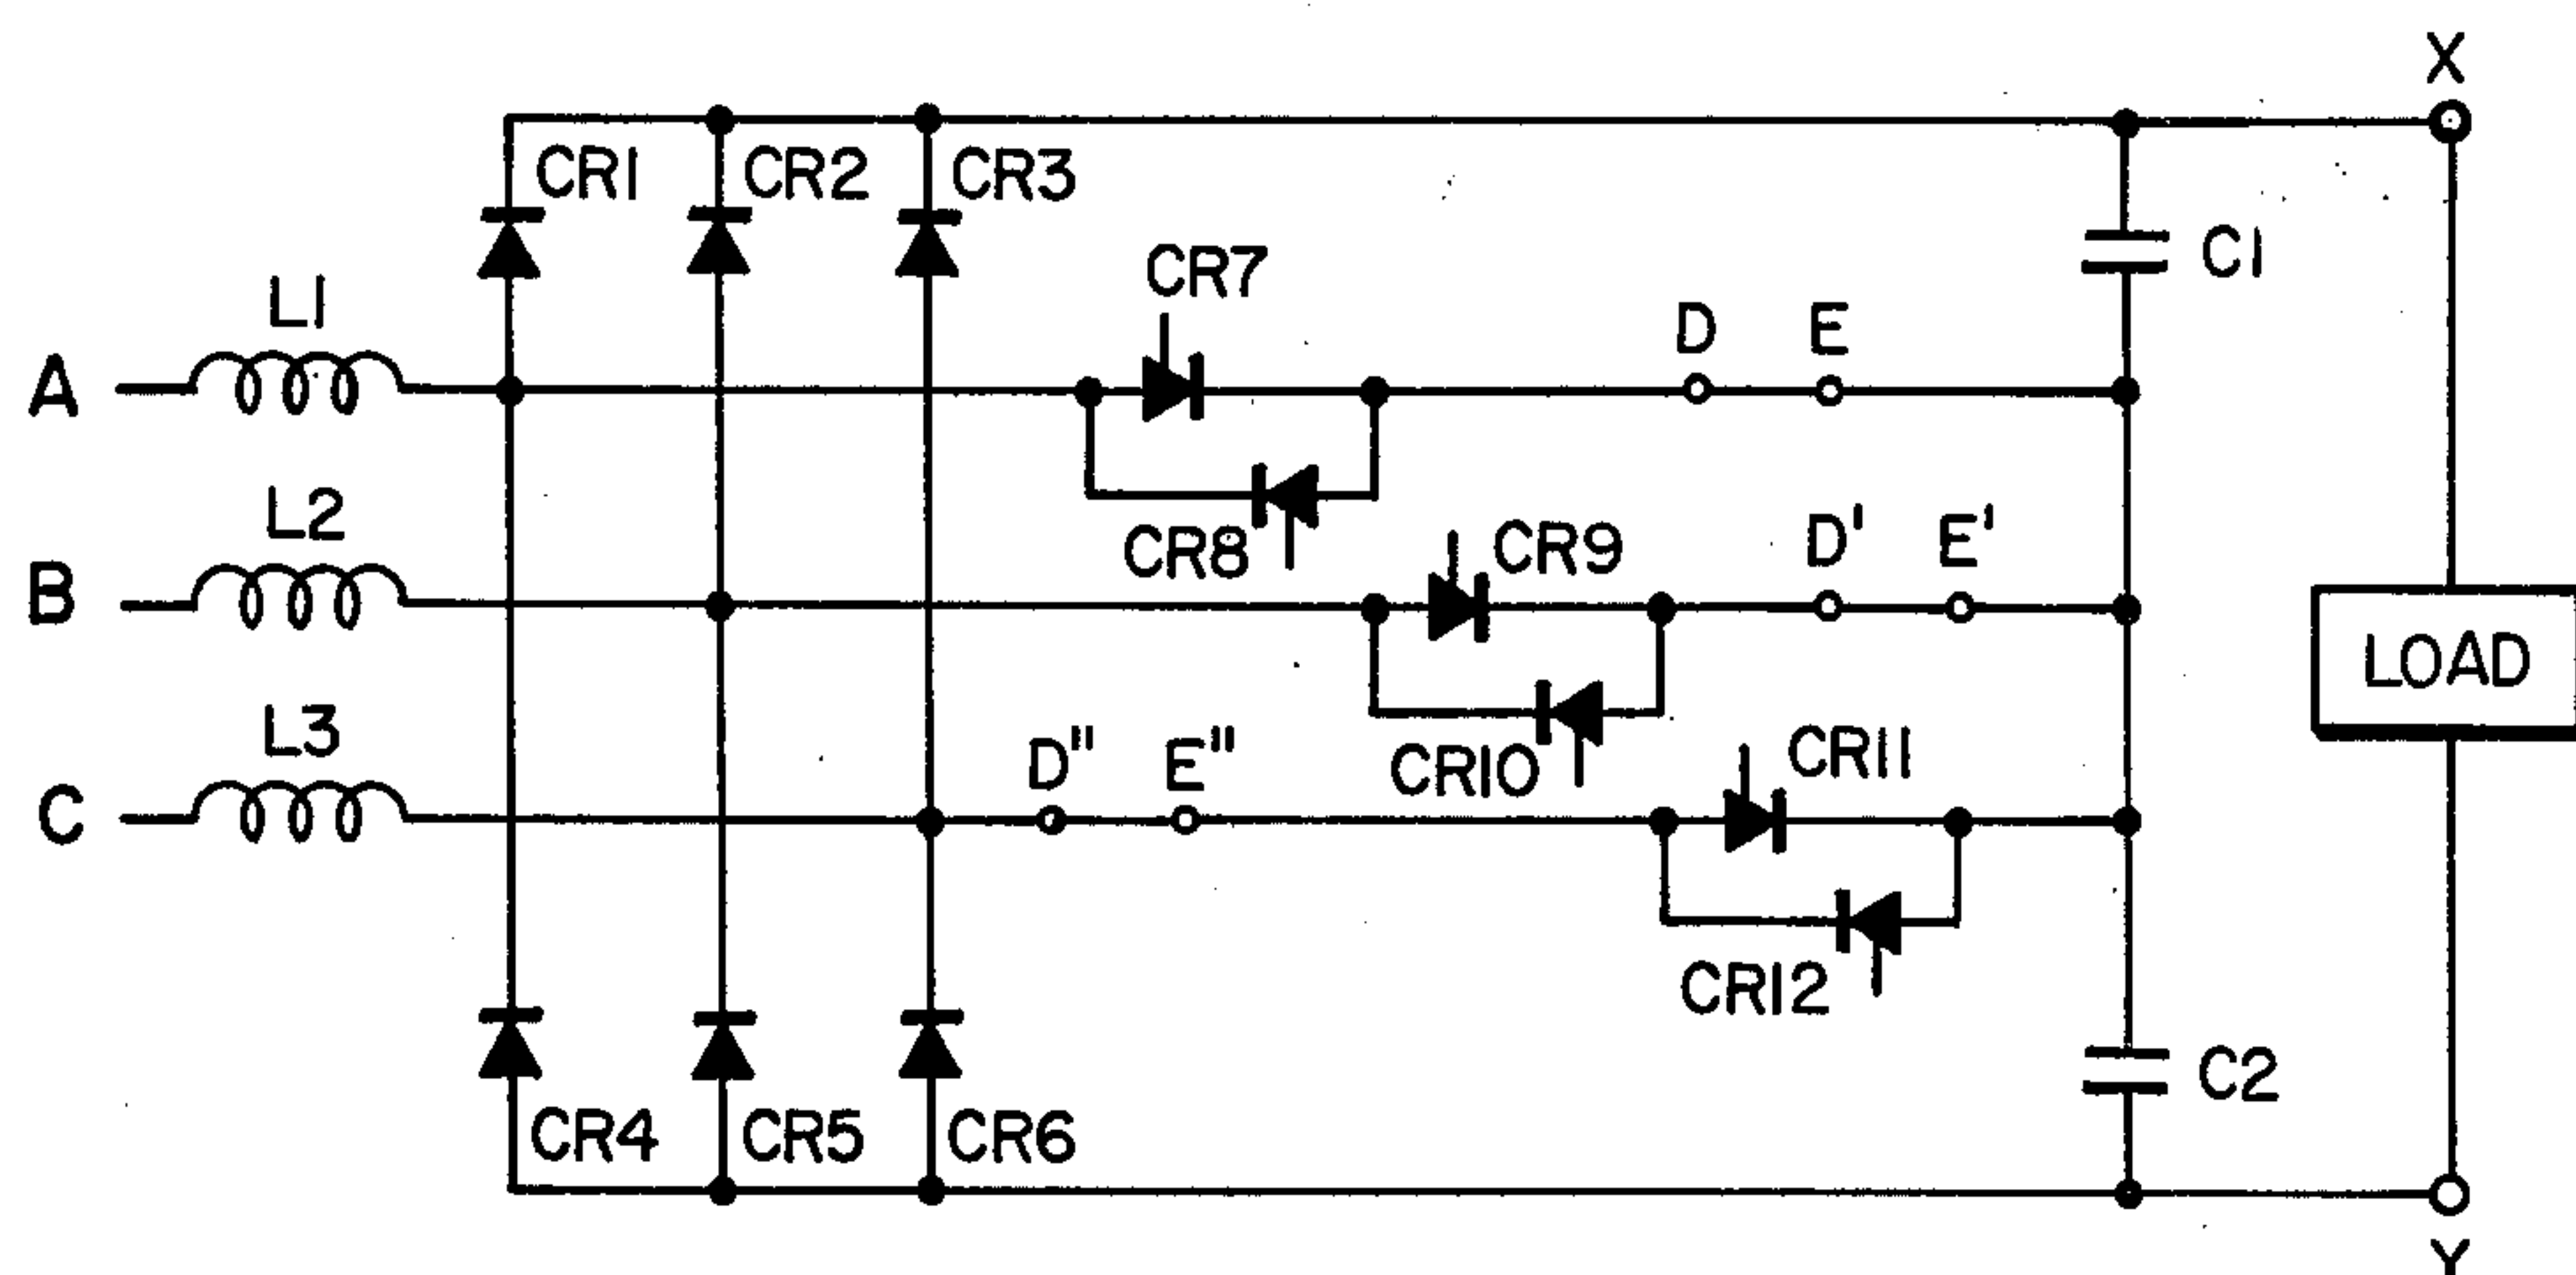 X
CR1 CR2 CR3
CR7
C1
L1
D E
A
L2
CR8
CR9
D' E'
B
LOAD
L3
D" E"
CR10
CR11
C
CR12
C2
CR4 CR5 CR6
Y